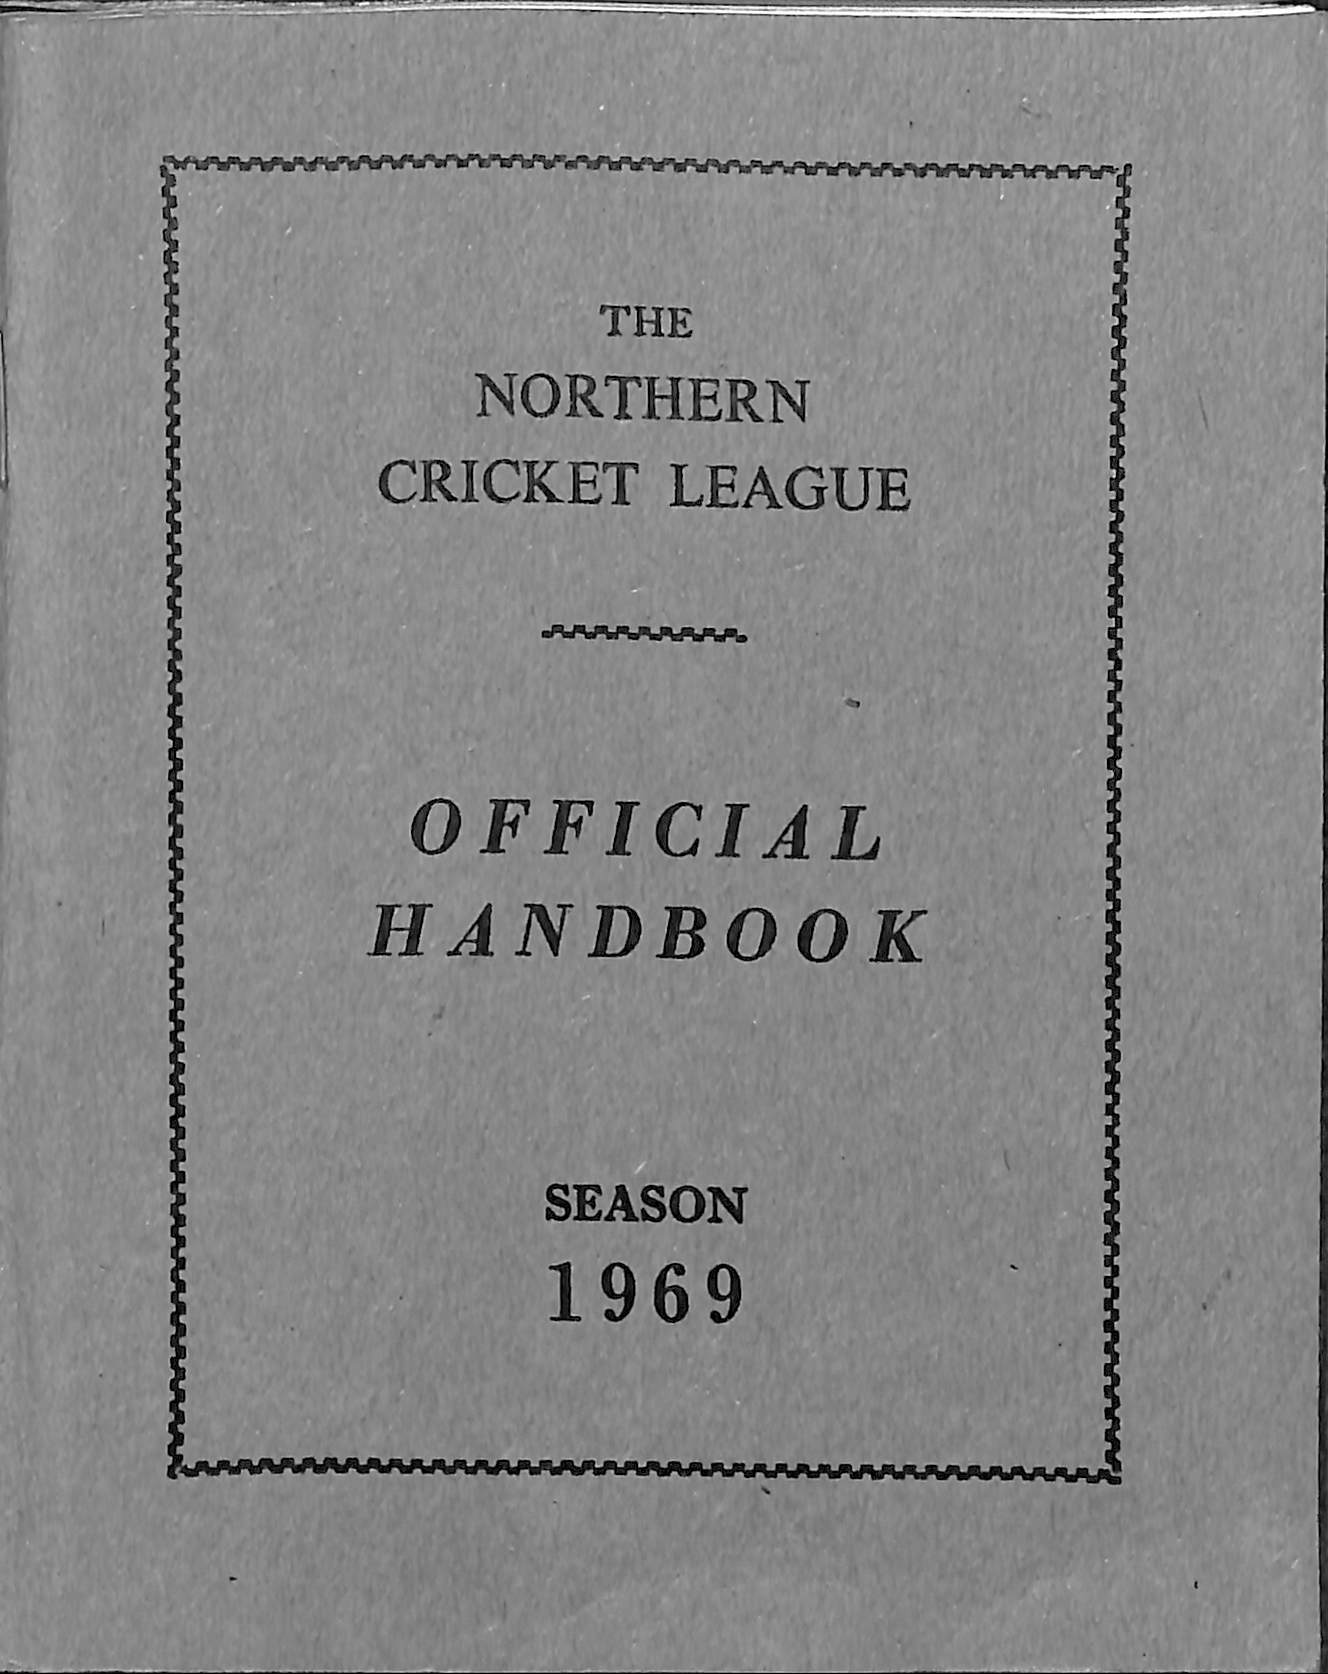 THE
NORTHERN
CRICKET LEAGUE
OFFICIAL
HANDBOOK
SEASON
1969